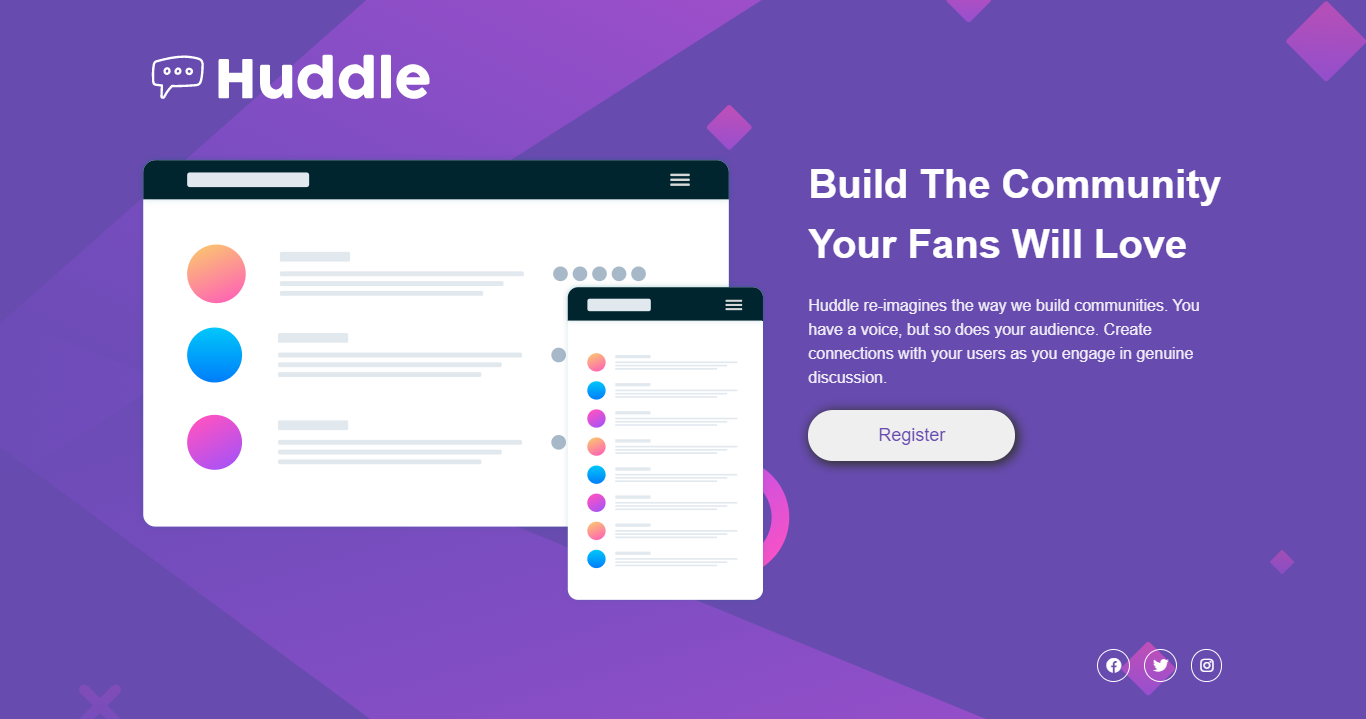 Huddle
Build The Community
Your Fans Will Love
Huddle re-imagines the way we build communities. You
have a voice, but so does your audience. Create
connections with your users as you engage in genuine
discussion.
Register